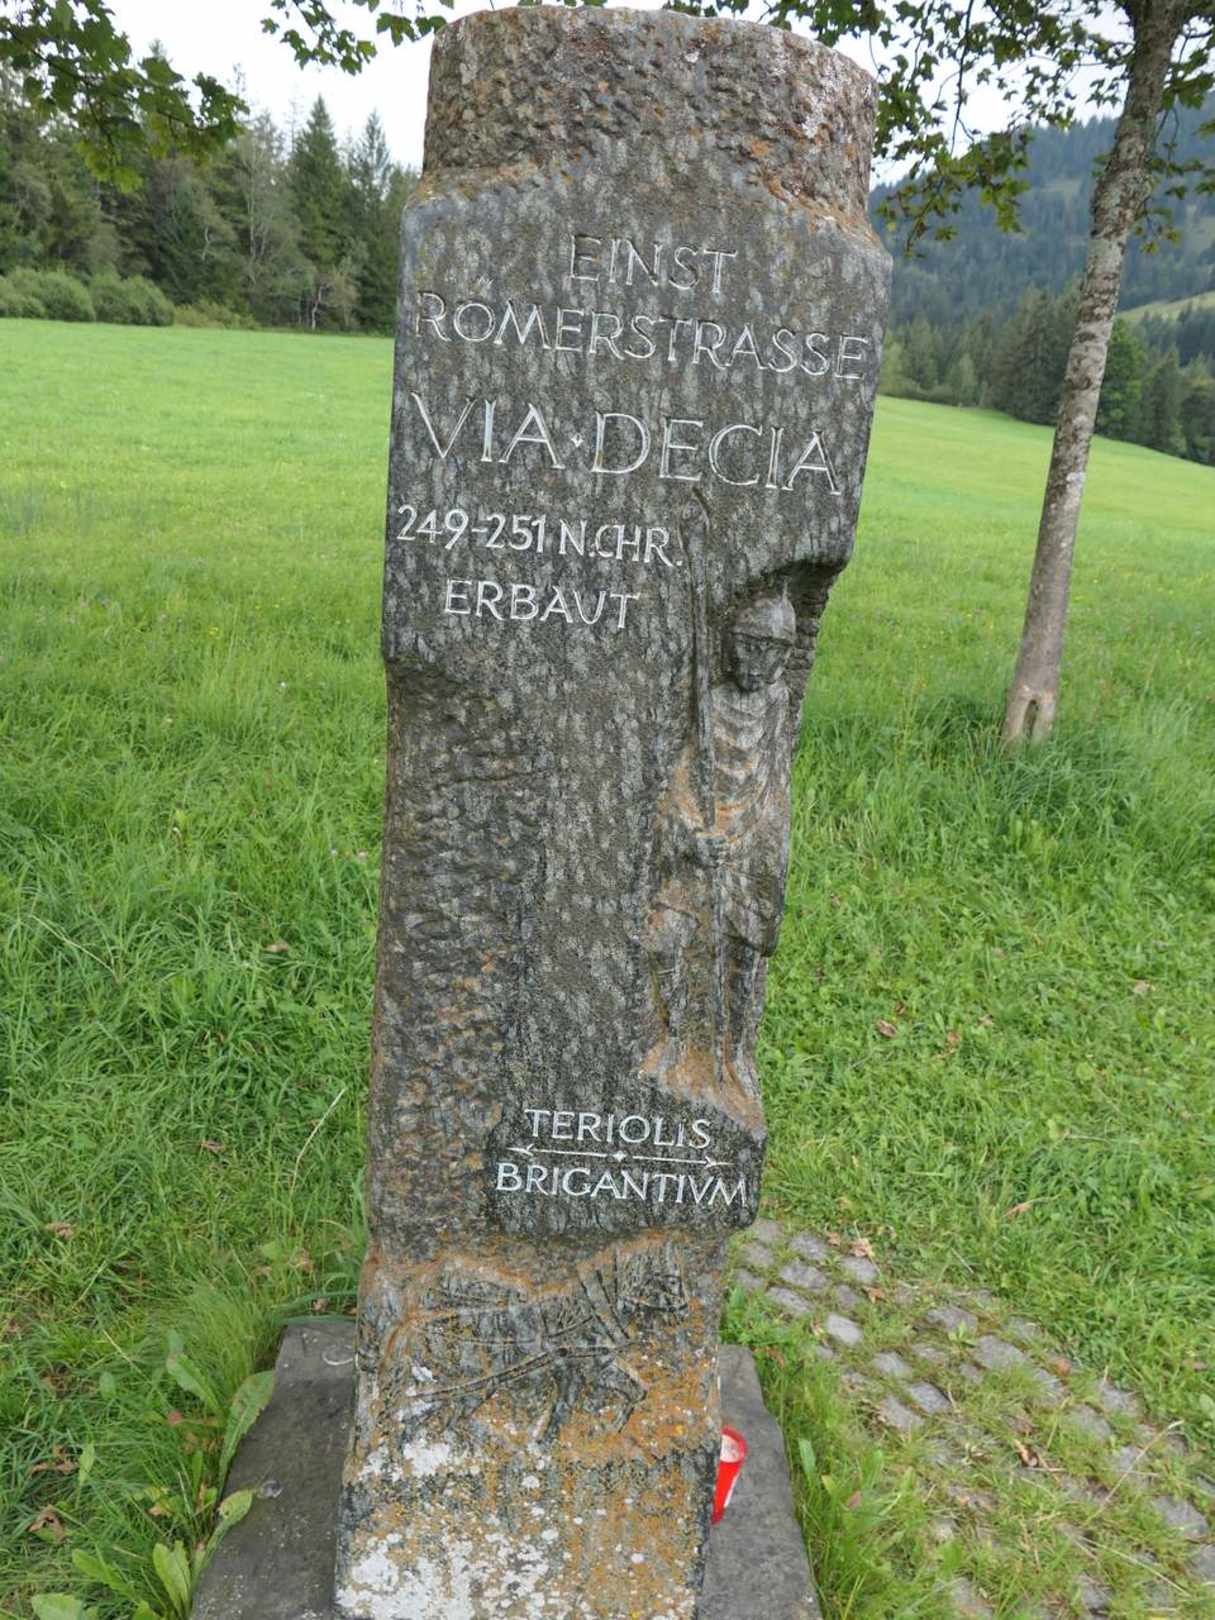 EINST
RÖMERSTRASSE
VIA·DECIA
249-251 N.CHR.
ERBAUT
TERIOLIS
BRIGANTIVM